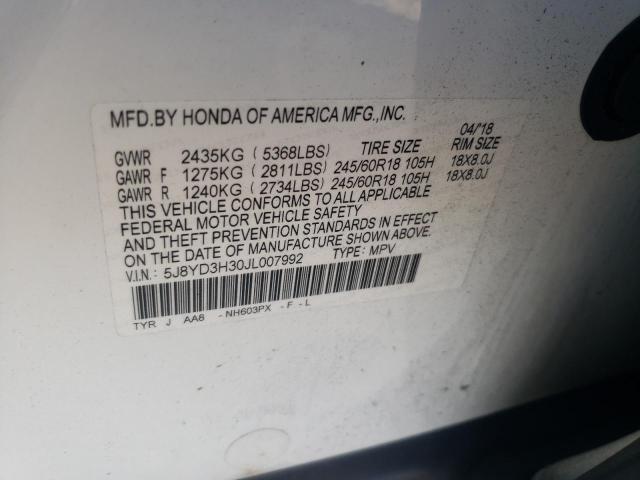 MFD.BY HONDA OF AMERICA MFG.,INC.
04/'18
GVWR 2435KG ( 5368LBS) TIRE SIZE RIM SIZE
GAWR F 1275KG ( 2811LBS) 245/60R18 105H 18X8.0J
GAWR R 1240KG ( 2734LBS) 245/60R18 105H 18X8.0J
THIS VEHICLE CONFORMS TO ALL APPLICABLE
FEDERAL MOTOR VEHICLE SAFETY
AND THEFT PREVENTION STANDARDS IN EFFECT
ON THE DATE OF MANUFACTURE SHOWN ABOVE.
V.I.N.: 5J8YD3H30JL007992 TYPE: MPV
TYR J AA8 -NH603PX - F - L